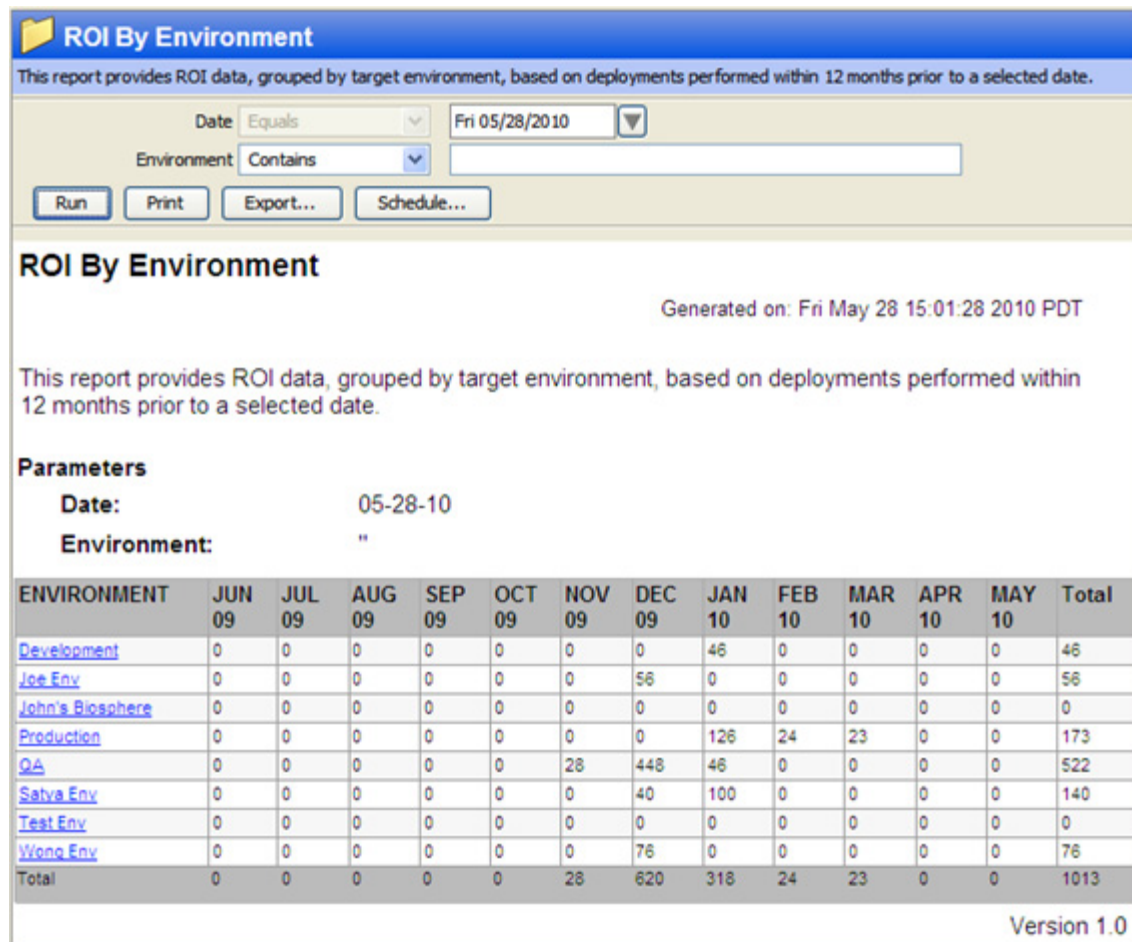 ROI By Environment
This report provides ROI data, grouped by target environment, based on deployments performed within 12 months prior to a selected date.
Date Equals Fri 05/28/2010
Environment Contains
Run Print Export... Schedule...
ROI By Environment
Generated on: Fri May 28 15:01:28 2010 PDT
This report provides ROI data, grouped by target environment, based on deployments performed within
12 months prior to a selected date.
Parameters
Date: 05-28-10
Environment: "
ENVIRONMENT JUN 09 JUL 09 AUG 09 SEP 09 OCT 09 NOV 09 DEC 09 JAN 10 FEB 10 MAR 10 APR 10 MAY 10 Total
Development 0 0 0 0 0 0 0 46 0 0 0 0 46
Joe Env 0 0 0 0 0 0 56 0 0 0 0 0 56
John's Biosphere 0 0 0 0 0 0 0 0 0 0 0 0 0
Production 0 0 0 0 0 0 0 126 24 23 0 0 173
QA 0 0 0 0 0 28 448 46 0 0 0 0 522
Satya Env 0 0 0 0 0 0 40 100 0 0 0 0 140
Test Env 0 0 0 0 0 0 0 0 0 0 0 0 0
Wong Env 0 0 0 0 0 0 76 0 0 0 0 0 76
Total 0 0 0 0 0 28 620 318 24 23 0 0 1013
Version 1.0